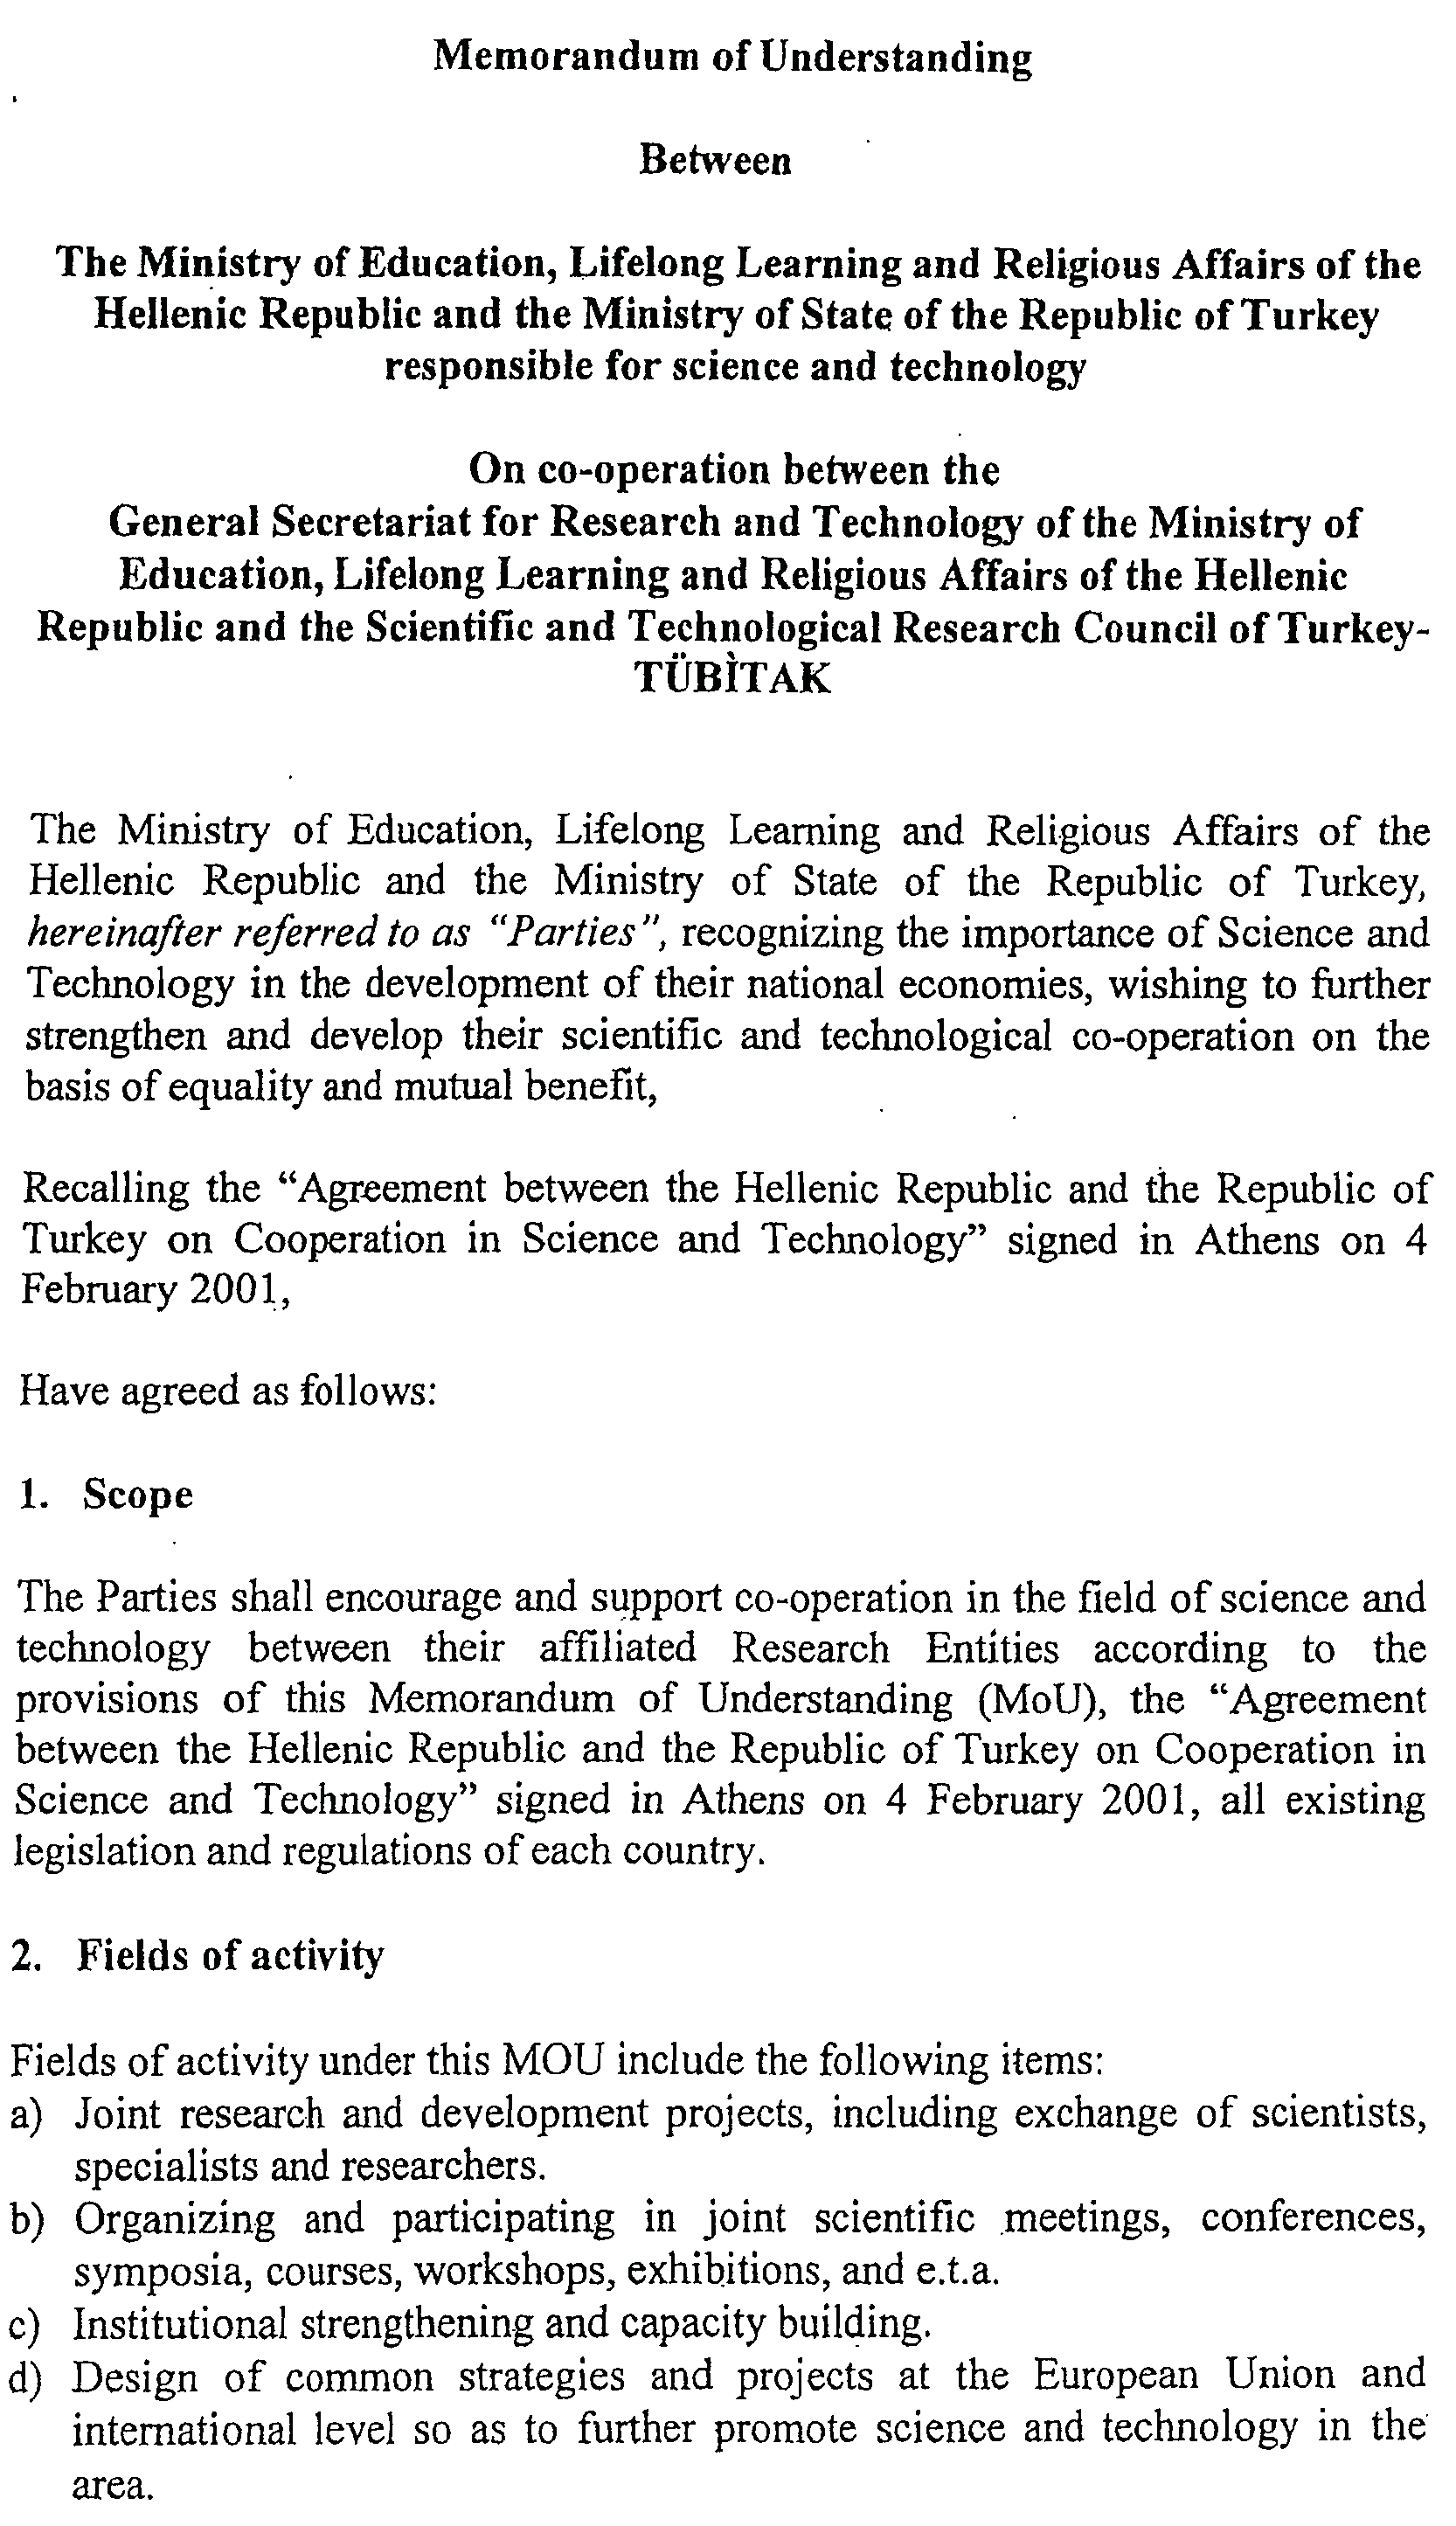 Memorandum of Understanding
Between
The Ministry of Education, Lifelong Learning and Religious Affairs of the
Hellenic Republic and the Ministry of State of the Republic of Turkey
responsible for science and technology
On co-operation between the
General Secretariat for Research and Technology of the Ministry of
Education, Lifelong Learning and Religious Affairs of the Hellenic
Republic and the Scientific and Technological Research Council of Turkey-
TÜBİTAK
The Ministry of Education, Lifelong Learning and Religious Affairs of the
Hellenic Republic and the Ministry of State of the Republic of Turkey,
hereinafter referred to as "Parties", recognizing the importance of Science and
Technology in the development of their national economies, wishing to further
strengthen and develop their scientific and technological co-operation on the
basis of equality and mutual benefit,
Recalling the “Agreement between the Hellenic Republic and the Republic of
Turkey on Cooperation in Science and Technology” signed in Athens on 4
February 2001,
Have agreed as follows:
1. Scope
The Parties shall encourage and support co-operation in the field of science and
technology between their affiliated Research Entities according to the
provisions of this Memorandum of Understanding (MoU), the “Agreement
between the Hellenic Republic and the Republic of Turkey on Cooperation in
Science and Technology” signed in Athens on 4 February 2001, all existing
legislation and regulations of each country.
2. Fields of activity
Fields of activity under this MOU include the following items:
a) Joint research and development projects, including exchange of scientists,
specialists and researchers.
b) Organizing and participating in joint scientific meetings, conferences,
symposia, courses, workshops, exhibitions, and e.t.a.
c) Institutional strengthening and capacity building.
d) Design of common strategies and projects at the European Union and
international level so as to further promote science and technology in the
area.